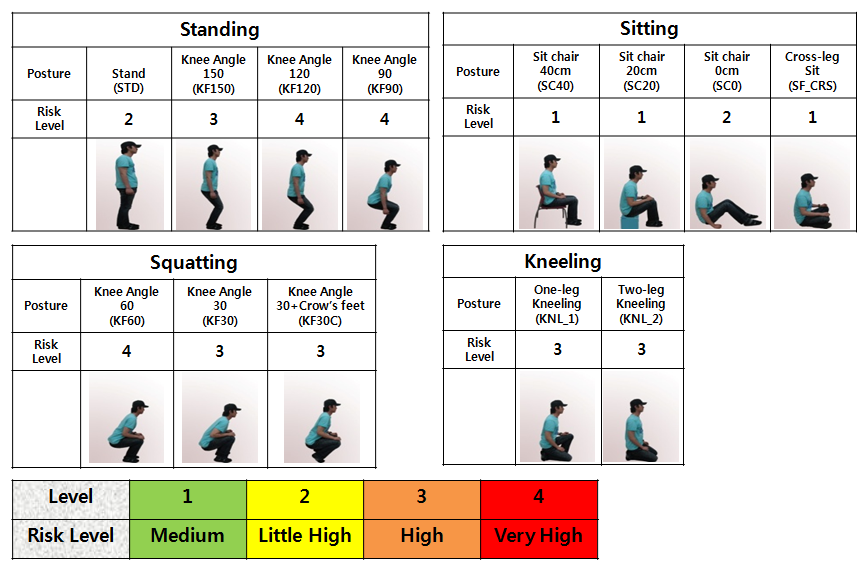 Standing
Posture
Stand
(STD)
Knee Angle
150
(KF150)
Knee Angle
120
(KF120)
Knee Angle
90
(KF90)
Risk
Level
2
3
4
4
Sitting
Posture
Sit chair
40cm
(SC40)
Sit chair
20cm
(SC20)
Sit chair
0cm
(SC0)
Cross-leg
Sit
(SF_CRS)
Risk
Level
1
1
2
1
Squatting
Posture
Knee Angle
60
(KF60)
Knee Angle
30
(KF30)
Knee Angle
30+Crow's feet
(KF30C)
Risk
Level
4
3
3
Kneeling
Posture
One-leg
Kneeling
(KNL_1)
Two-leg
Kneeling
(KNL_2)
Risk
Level
3
3
Level
1
2
3
4
Risk Level
Medium
Little High
High
Very High